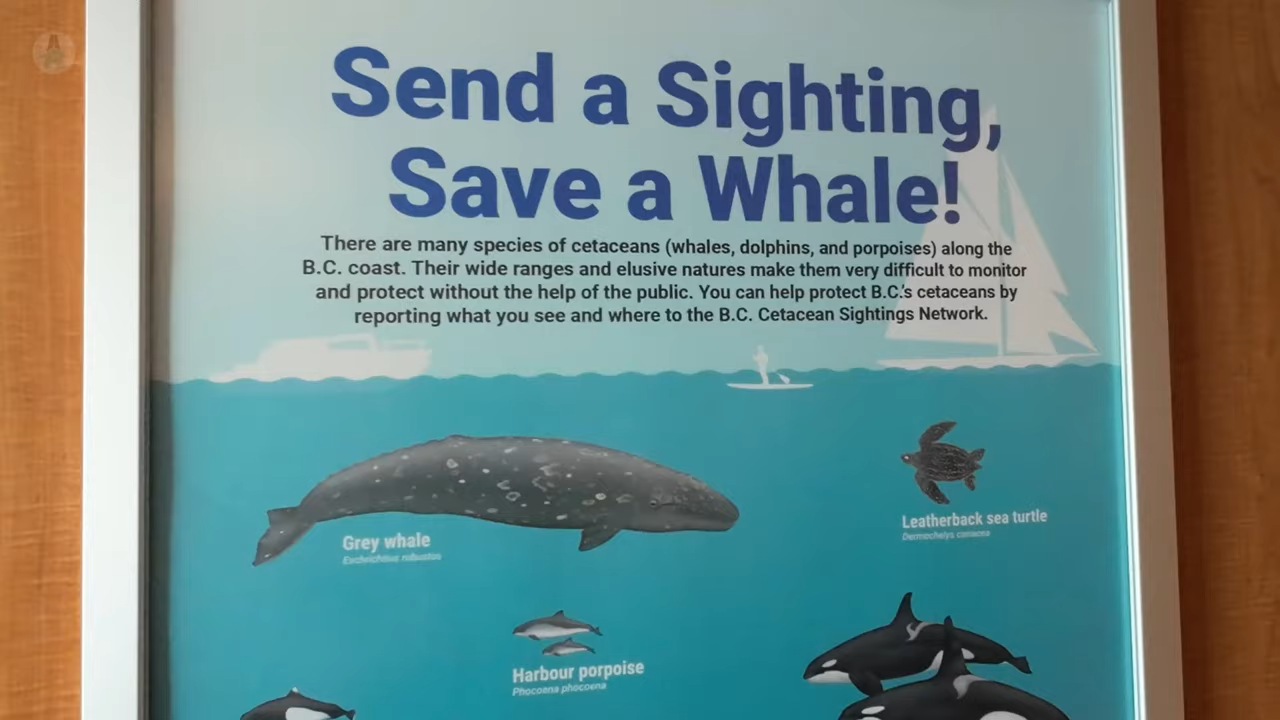 Send a Sighting,
Save a Whale!
There are many species of cetaceans (whales, dolphins, and porpoises) along the
B.C. coast. Their wide ranges and elusive natures make them very difficult to monitor
and protect without the help of the public. You can help protect B.C.'s cetaceans by
reporting what you see and where to the B.C. Cetacean Sightings Network.
Grey whale
Eschrichtius robustus
Leatherback sea turtle
Dermochelys coriacea
Harbour porpoise
Phocoena phocoena